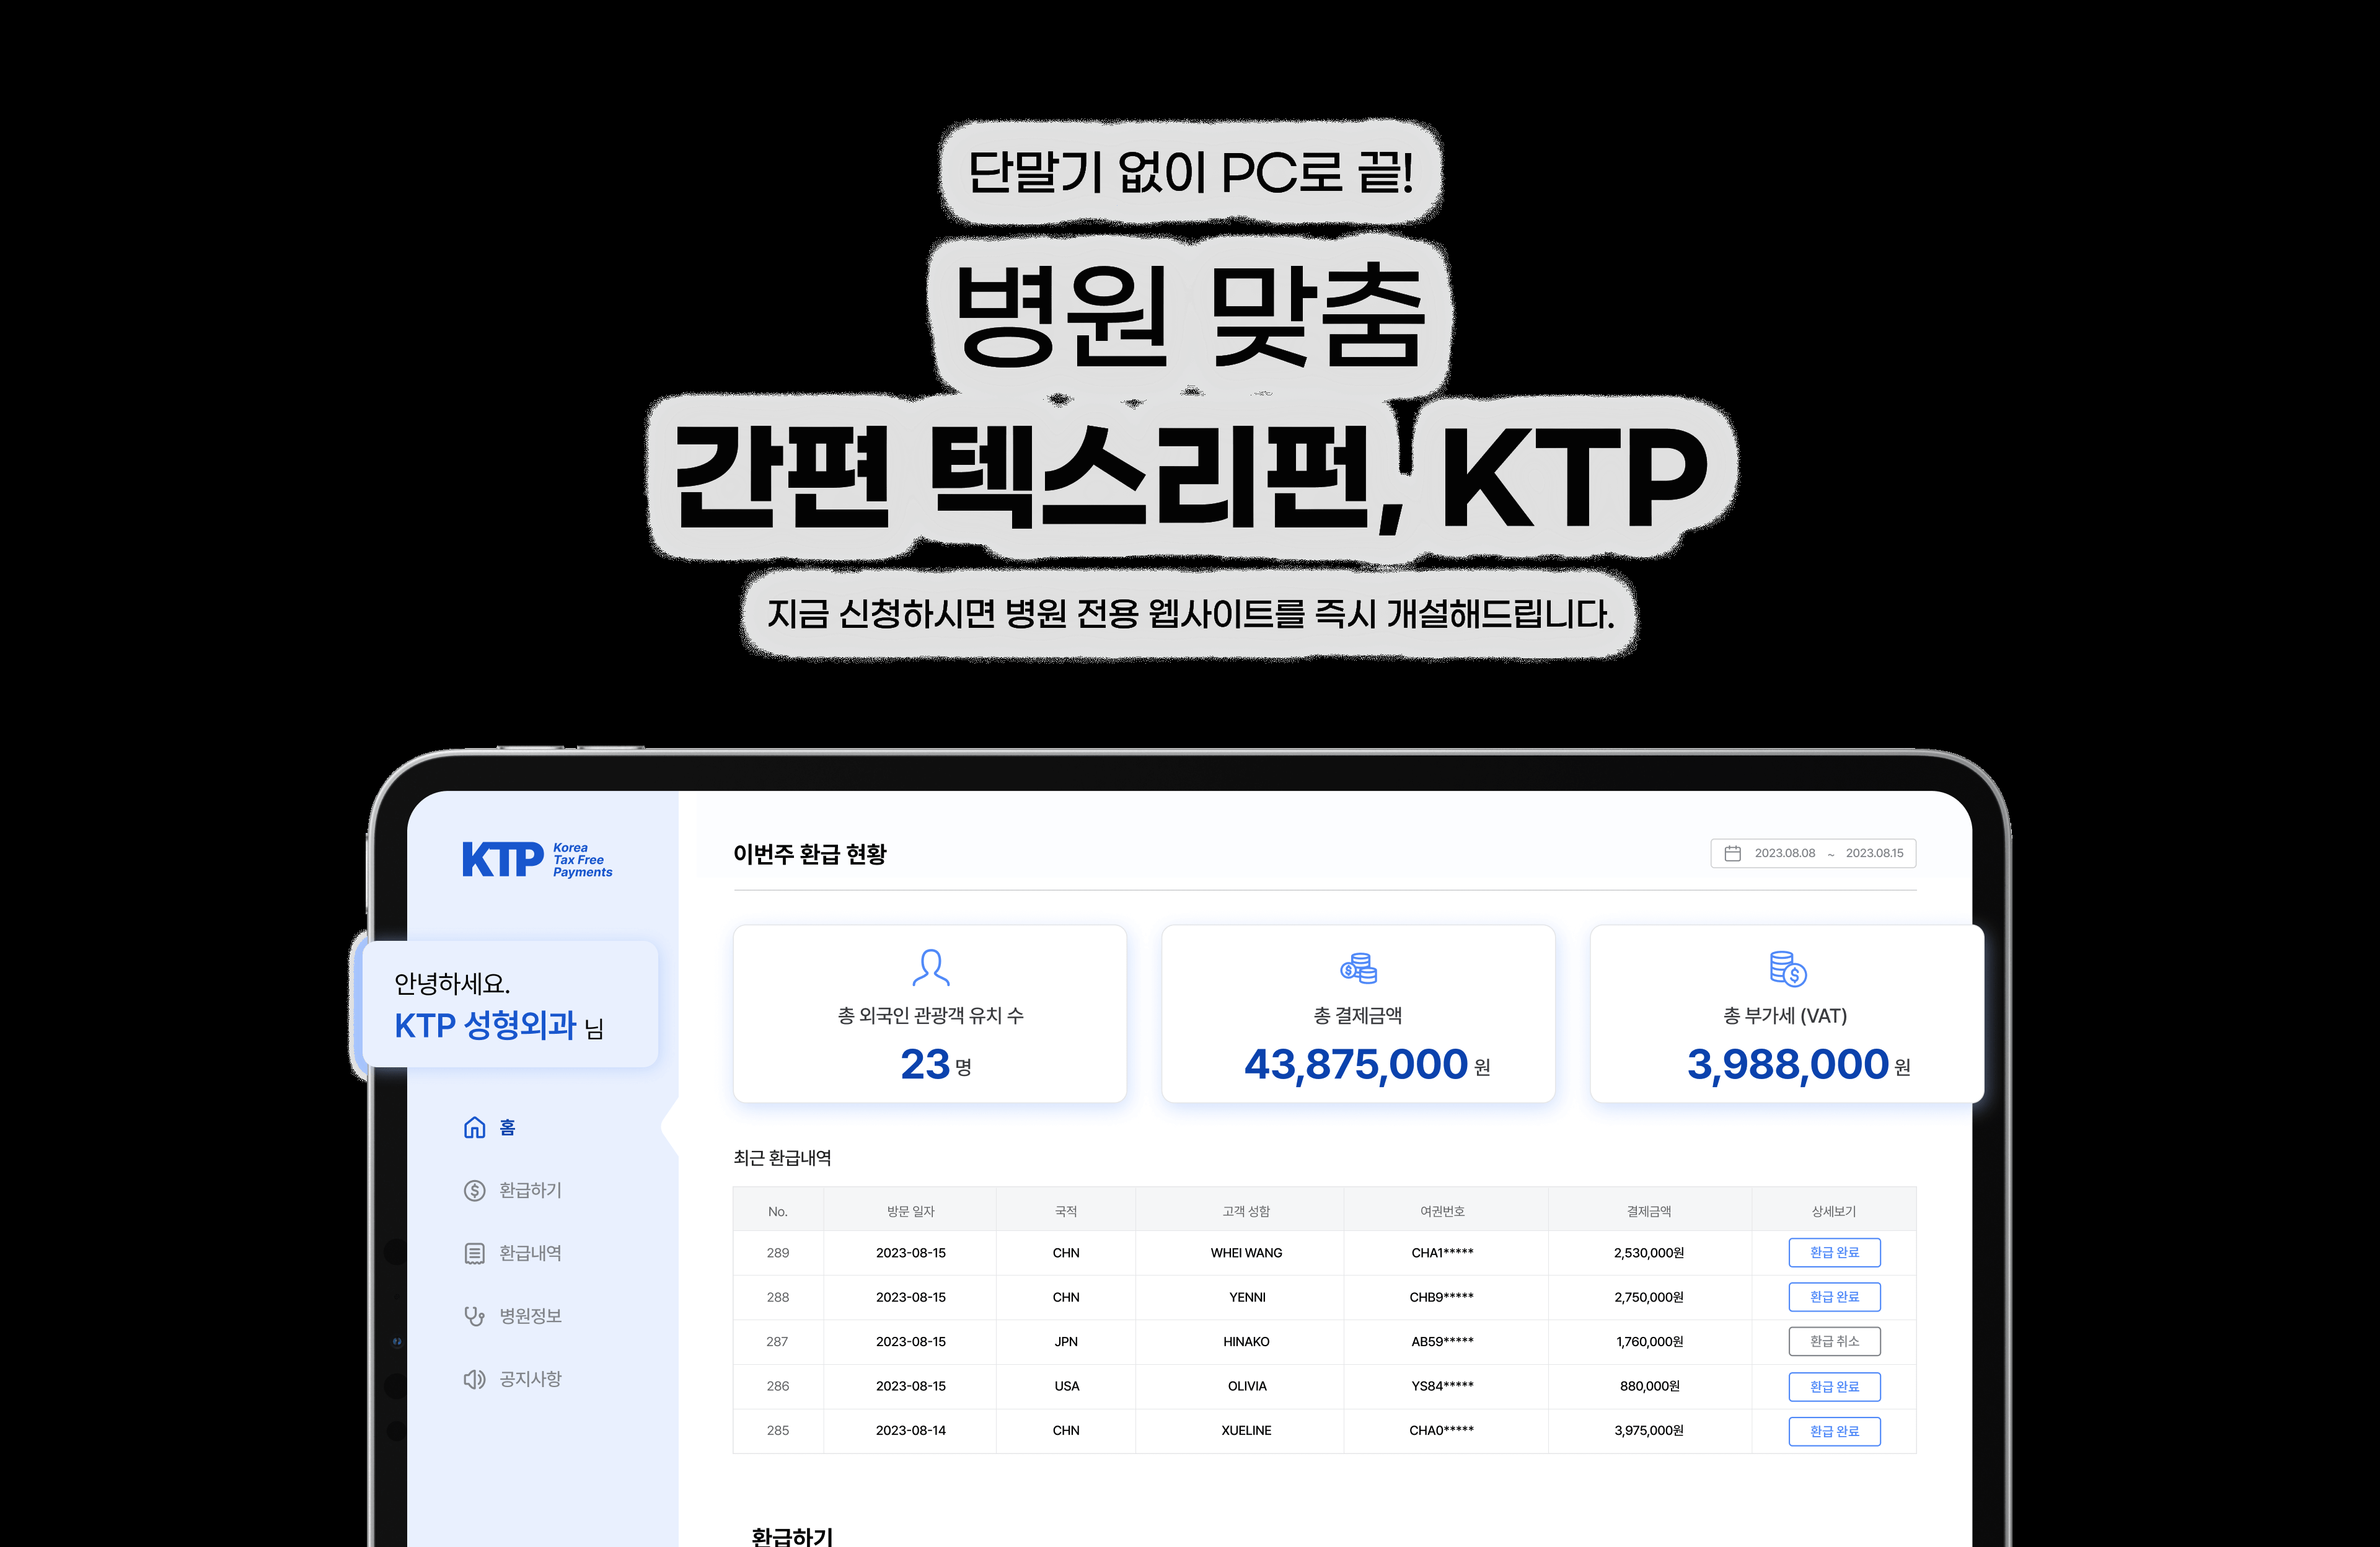 단말기 없이 PC로 끝!
병원 맞춤
간편 텍스리펀, KTP
지금 신청하시면 병원 전용 웹사이트를 즉시 개설해드립니다.
KTP Korea
Tax Free
Payments
안녕하세요.
KTP 성형외과 님
홈
환급하기
환급내역
병원정보
공지사항
이번주 환급 현황
2023.08.08 ~ 2023.08.15
총 외국인 관광객 유치 수
23 명
총 결제금액
43,875,000 원
총 부가세 (VAT)
3,988,000 원
최근 환급내역
No. 방문 일자 국적 고객 성함 여권번호 결제금액 상세보기
289 2023-08-15 CHN WHEI WANG CHA1***** 2,530,000원 환급 완료
288 2023-08-15 CHN YENNI CHB9***** 2,750,000원 환급 완료
287 2023-08-15 JPN HINAKO AB59***** 1,760,000원 환급 취소
286 2023-08-15 USA OLIVIA YS84***** 880,000원 환급 완료
285 2023-08-14 CHN XUELINE CHA0***** 3,975,000원 환급 완료
환급하기